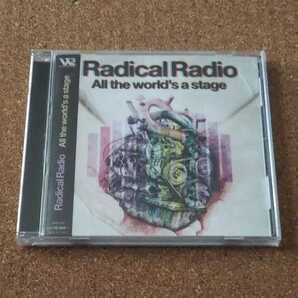 Radical Radio
All the world's a stage
Radical Radio All the world's a stage